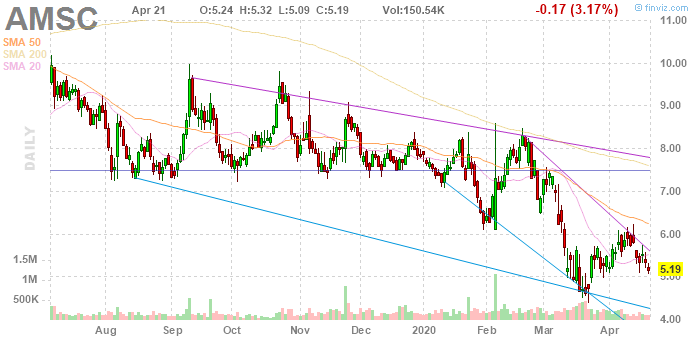 AMSC Apr 21 O:5.24 H:5.32 L:5.09 C:5.19 Vol:150.54K -0.17 (3.17%) © finviz.com
SMA 50
SMA 200
SMA 20
DAILY
11.00
10.00
9.00
8.00
7.00
6.00
5.19
4.00
1.5M
1M
500K
Aug Sep Oct Nov Dec 2020 Feb Mar Apr